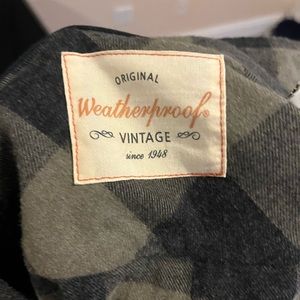 ORIGINAL
Weatherproof®
VINTAGE
since 1948